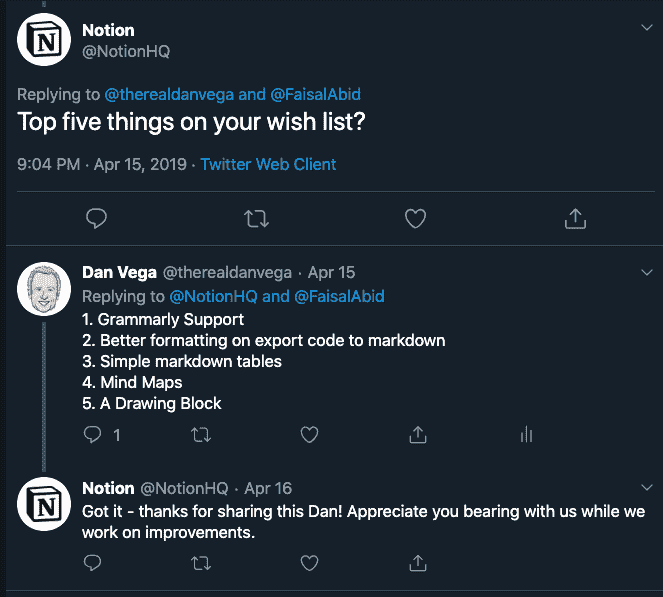 Notion
@NotionHQ
Replying to @therealdanvega and @FaisalAbid
Top five things on your wish list?
9:04 PM · Apr 15, 2019 · Twitter Web Client
Dan Vega @therealdanvega · Apr 15
Replying to @NotionHQ and @FaisalAbid
1. Grammarly Support
2. Better formatting on export code to markdown
3. Simple markdown tables
4. Mind Maps
5. A Drawing Block
1
Notion @NotionHQ · Apr 16
Got it - thanks for sharing this Dan! Appreciate you bearing with us while we
work on improvements.